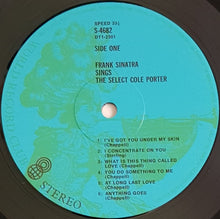 SPEED 33⅓
S-4682
DT1-2301
SIDE ONE
FRANK SINATRA
SINGS
THE SELECT COLE PORTER
1. I'VE GOT YOU UNDER MY SKIN
(Chappell)
2. I CONCENTRATE ON YOU
(Sterling)
3. WHAT IS THIS THING CALLED
LOVE (Chappell)
4. YOU DO SOMETHING TO ME
(Chappell)
5. AT LONG LAST LOVE
(Chappell)
6. ANYTHING GOES
(Chappell)
STEREO